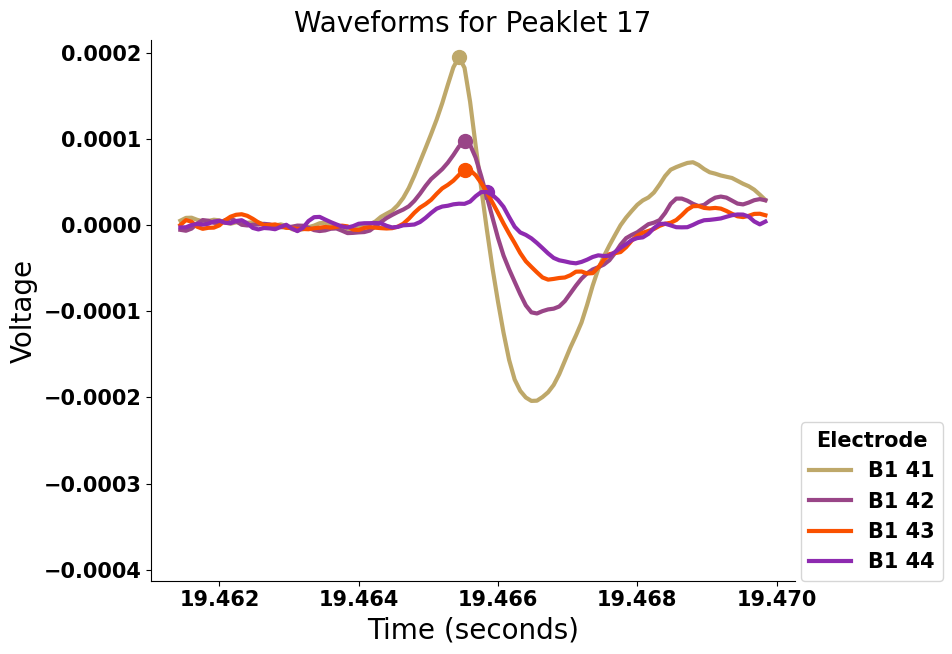 Waveforms for Peaklet 17
0.0002
0.0001
0.0000
−0.0001
−0.0002
−0.0003
−0.0004
Voltage
19.462 19.464 19.466 19.468 19.470
Time (seconds)
Electrode
B1 41
B1 42
B1 43
B1 44